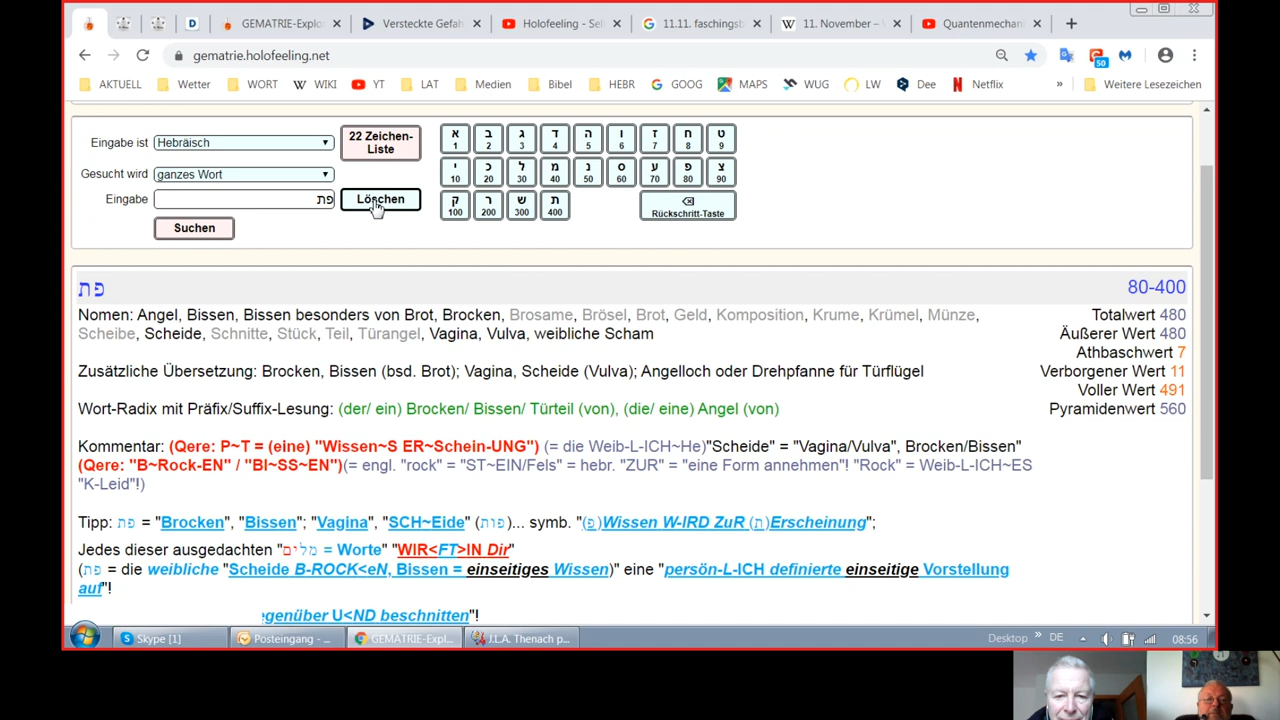 GEMATRIE-Explo
Versteckte Gefah
Holofeeling - Sel
11.11. faschingsb
11. November – W
Quantenmechan
gematrie.holofeeling.net
50
AKTUELL Wetter WORT WIKI YT LAT Medien Bibel HEBR GOOG MAPS WUG LW Dee Netflix » Weitere Lesezeichen
Eingabe ist Hebräisch
22 Zeichen-
Liste
Gesucht wird ganzes Wort
Eingabe פת Löschen
Suchen
א ב ג ד ה ו ז ח ט
1 2 3 4 5 6 7 8 9
י כ ל מ נ ס ע פ צ
10 20 30 40 50 60 70 80 90
ק ר ש ת
100 200 300 400 Rückschritt-Taste
פת 80-400
Nomen: Angel, Bissen, Bissen besonders von Brot, Brocken, Brosame, Brösel, Brot, Geld, Komposition, Krume, Krümel, Münze,
Scheibe, Scheide, Schnitte, Stück, Teil, Türangel, Vagina, Vulva, weibliche Scham
Totalwert 480
Äußerer Wert 480
Athbaschwert 7
Verborgener Wert 11
Voller Wert 491
Pyramidenwert 560
Zusätzliche Übersetzung: Brocken, Bissen (bsd. Brot); Vagina, Scheide (Vulva); Angelloch oder Drehpfanne für Türflügel
Wort-Radix mit Präfix/Suffix-Lesung: (der/ ein) Brocken/ Bissen/ Türteil (von), (die/ eine) Angel (von)
Kommentar: (Qere: P~T = (eine) "Wissen~S ER~Schein-UNG") (= die Weib-L-ICH~He)"Scheide" = "Vagina/Vulva", Brocken/Bissen"
(Qere: "B~Rock-EN" / "BI~SS~EN")(= engl. "rock" = "ST~EIN/Fels" = hebr. "ZUR" = "eine Form annehmen"! "Rock" = Weib-L-ICH~ES
"K-Leid"!)
Tipp: פת = "Brocken", "Bissen"; "Vagina", "SCH~Eide" (פות)... symb. "(פ)Wissen W-IRD ZuR (ת)Erscheinung";
Jedes dieser ausgedachten "מלים = Worte" "WIR<FT>IN Dir"
(פת = die weibliche "Scheide B-ROCK<eN, Bissen = einseitiges Wissen)" eine "persön-L-ICH definierte einseitige Vorstellung
auf"!
genüber U<ND beschnitten"!
Skype [1] Posteingang - ... GEMATRIE-Expl... J.L.A. Thenach p... Desktop » DE 08:56